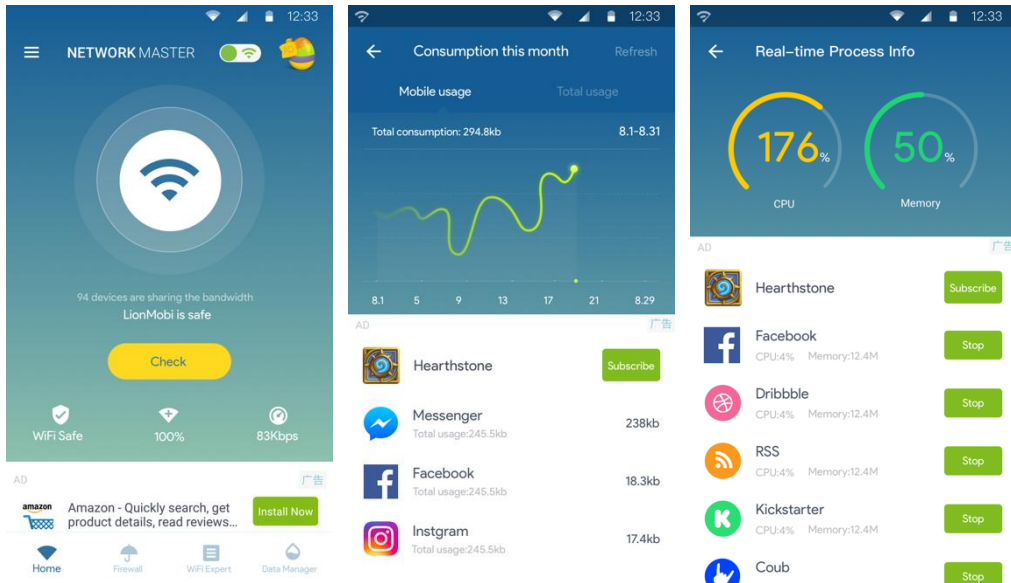 12:33
NETWORK MASTER
94 devices are sharing the bandwidth
LionMobi is safe
Check
WiFi Safe
100%
83Kbps
AD
广告
amazon
Amazon - Quickly search, get
product details, read reviews...
Install Now
Home
Firewall
WiFi Expert
Data Manager
12:33
Consumption this month
Refresh
Mobile usage
Total usage
Total consumption: 294.8kb
8.1-8.31
8.1 5 9 13 17 21 8.29
AD
广告
Hearthstone
Subscribe
Messenger
Total usage:245.5kb
238kb
Facebook
Total usage:245.5kb
18.3kb
Instgram
Total usage:245.5kb
17.4kb
12:33
Real-time Process Info
176%
CPU
50%
Memory
AD
广告
Hearthstone
Subscribe
Facebook
CPU:4% Memory:12.4M
Stop
Dribbble
CPU:4% Memory:12.4M
Stop
RSS
CPU:4% Memory:12.4M
Stop
Kickstarter
CPU:4% Memory:12.4M
Stop
Coub
Stop